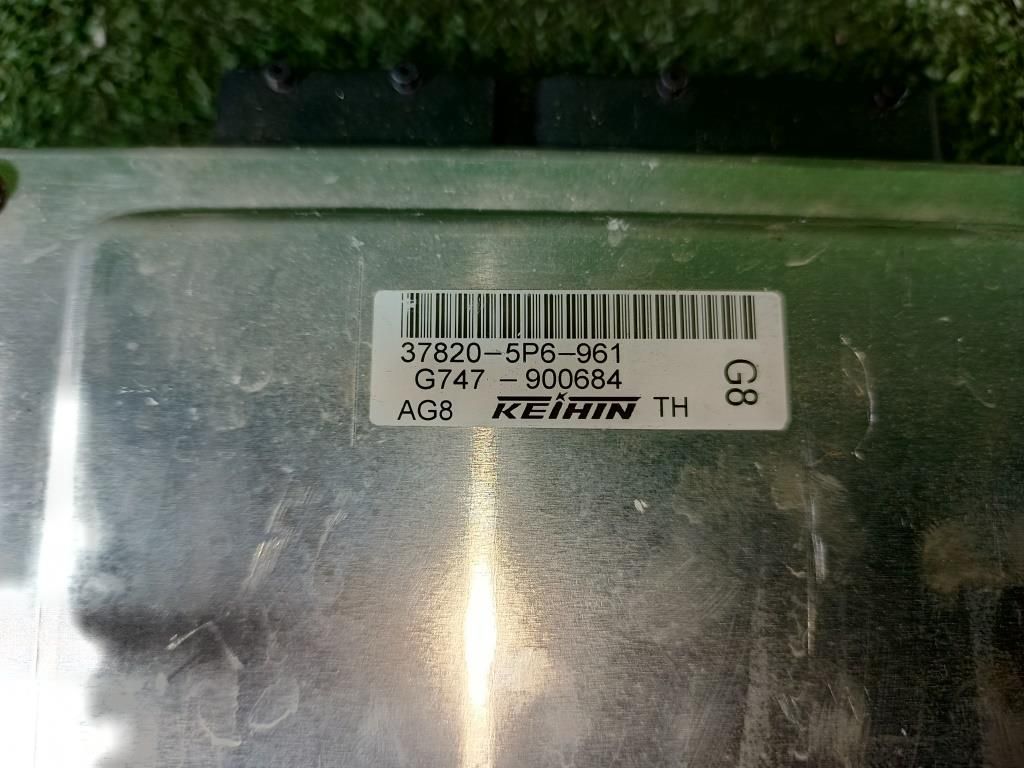 37820-5P6-961
G747 -900684
AG8 KEIHIN TH
G8